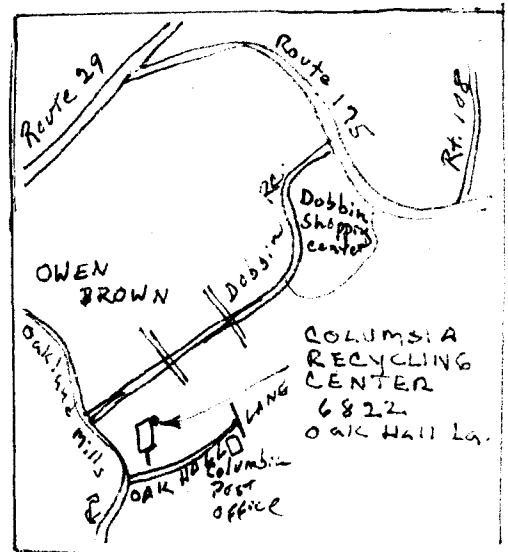 Route 29
Route 175
Rt. 108
Rd.
Dobbin
Dobbin
Shopping
center
OWEN
BROWN
Oakland Mills
COLUMBIA
RECYCLING
CENTER
6822
Oak Hall La.
OAK HALL LANE
Columbia
Post
Office